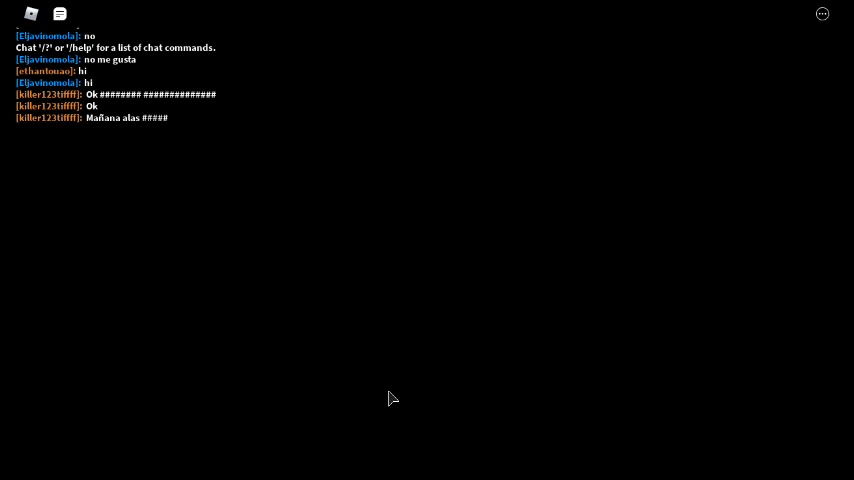 [Eljavinomola]: no
Chat '/?' or '/help' for a list of chat commands.
[Eljavinomola]: no me gusta
[ethantouao]: hi
[Eljavinomola]: hi
[killer123tiffff]: Ok ######## ##############
[killer123tiffff]: Ok
[killer123tiffff]: Mañana alas #####